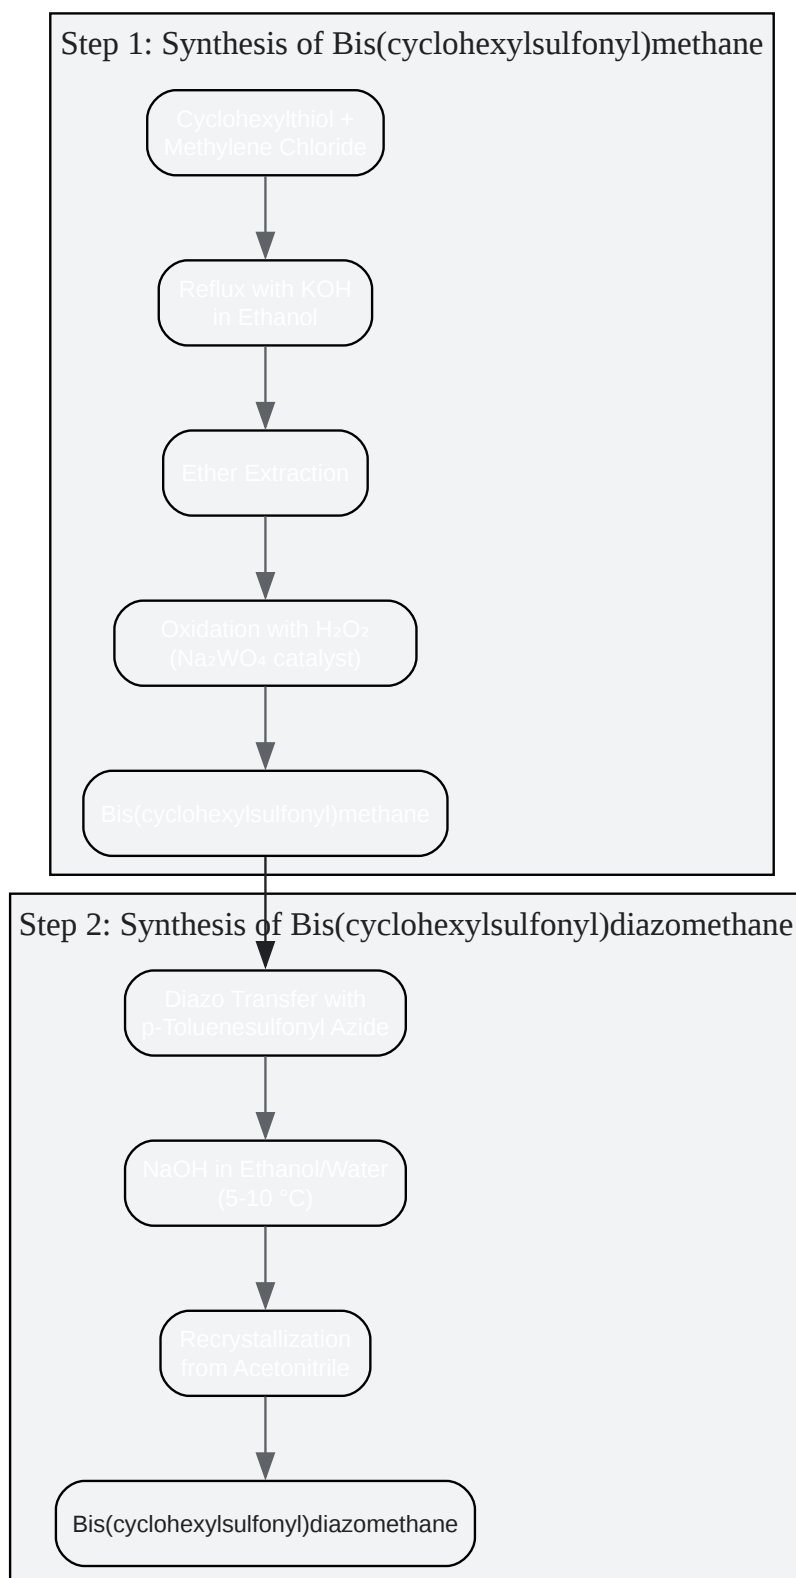 Step 1: Synthesis of Bis(cyclohexylsulfonyl)methane
Cyclohexylthiol +
Methylene Chloride
Reflux with KOH
in Ethanol
Ether Extraction
Oxidation with H₂O₂
(Na₂WO₄ catalyst)
Bis(cyclohexylsulfonyl)methane
Step 2: Synthesis of Bis(cyclohexylsulfonyl)diazomethane
Diazo Transfer with
p-Toluenesulfonyl Azide
NaOH in Ethanol/Water
(5-10 °C)
Recrystallization
from Acetonitrile
Bis(cyclohexylsulfonyl)diazomethane